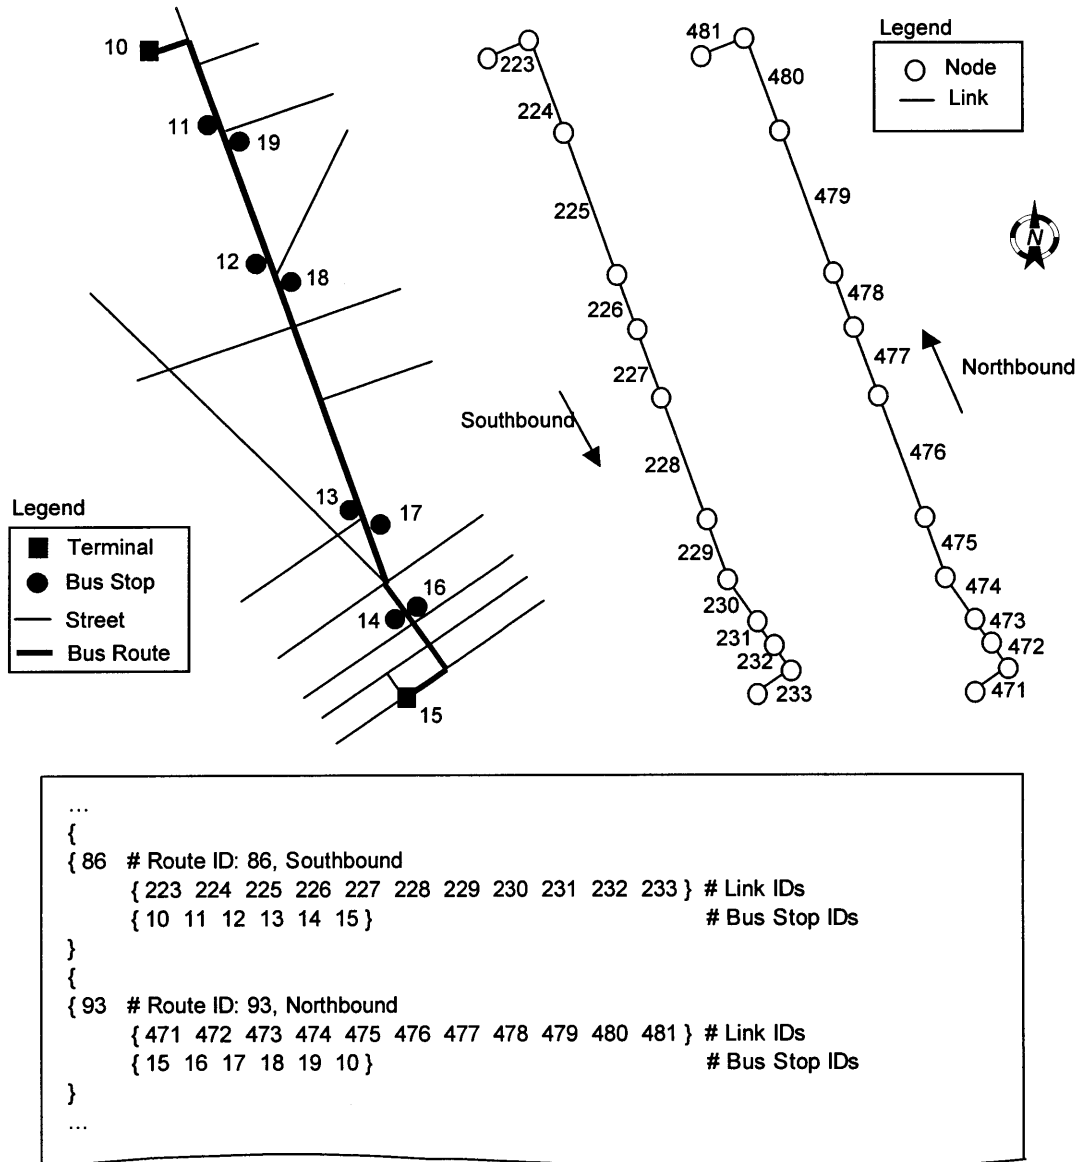 10
11
19
12
18
13
17
16
14
15
Legend
Terminal
Bus Stop
Street
Bus Route
223
224
225
226
227
228
229
230
231
232
233
Southbound
481
480
479
478
477
476
475
474
473
472
471
Northbound
Legend
Node
Link
N
...
{
{ 86 # Route ID: 86, Southbound
{ 223 224 225 226 227 228 229 230 231 232 233 } # Link IDs
{ 10 11 12 13 14 15 } # Bus Stop IDs
}
{
{ 93 # Route ID: 93, Northbound
{ 471 472 473 474 475 476 477 478 479 480 481 } # Link IDs
{ 15 16 17 18 19 10 } # Bus Stop IDs
}
...